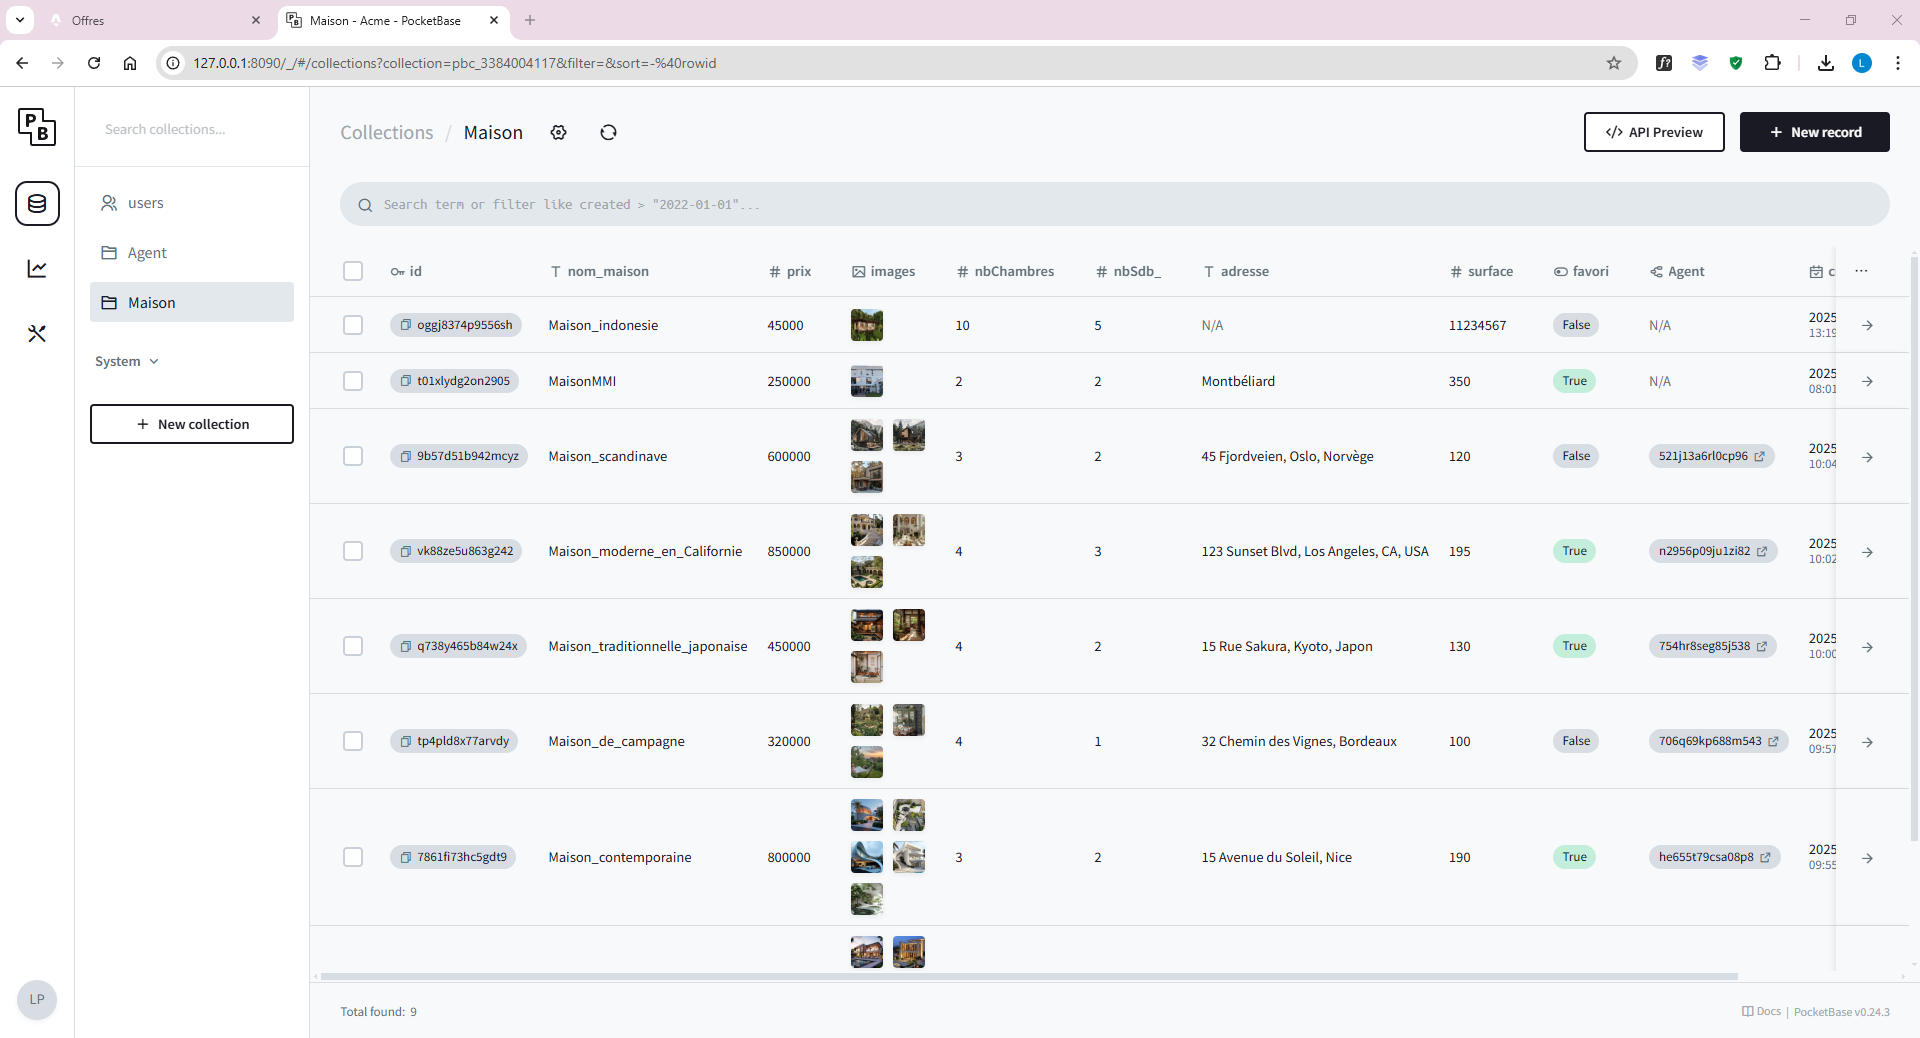 Offres
Maison - Acme - PocketBase
127.0.0.1:8090/_/#/collections?collection=pbc_3384004117&filter=&sort=-%40rowid
f?
L
P
B
Search collections...
users
Agent
Maison
System
+ New collection
LP
Collections / Maison
</> API Preview
+ New record
Search term or filter like created > "2022-01-01"...
id nom_maison # prix images # nbChambres # nbSdb_ adresse # surface favori Agent c ...
oggj8374p9556sh Maison_indonesie 45000 10 5 N/A 11234567 False N/A 2025
13:19
t01xlydg2on2905 MaisonMMI 250000 2 2 Montbéliard 350 True N/A 2025
08:01
9b57d51b942mcyz Maison_scandinave 600000 3 2 45 Fjordveien, Oslo, Norvège 120 False 521j13a6rl0cp96 2025
10:04
vk88ze5u863g242 Maison_moderne_en_Californie 850000 4 3 123 Sunset Blvd, Los Angeles, CA, USA 195 True n2956p09ju1zi82 2025
10:02
q738y465b84w24x Maison_traditionnelle_japonaise 450000 4 2 15 Rue Sakura, Kyoto, Japon 130 True 754hr8seg85j538 2025
10:00
tp4pld8x77arvdy Maison_de_campagne 320000 4 1 32 Chemin des Vignes, Bordeaux 100 False 706q69kp688m543 2025
09:57
7861fi73hc5gdt9 Maison_contemporaine 800000 3 2 15 Avenue du Soleil, Nice 190 True he655t79csa08p8 2025
09:55
Total found: 9
Docs | PocketBase v0.24.3